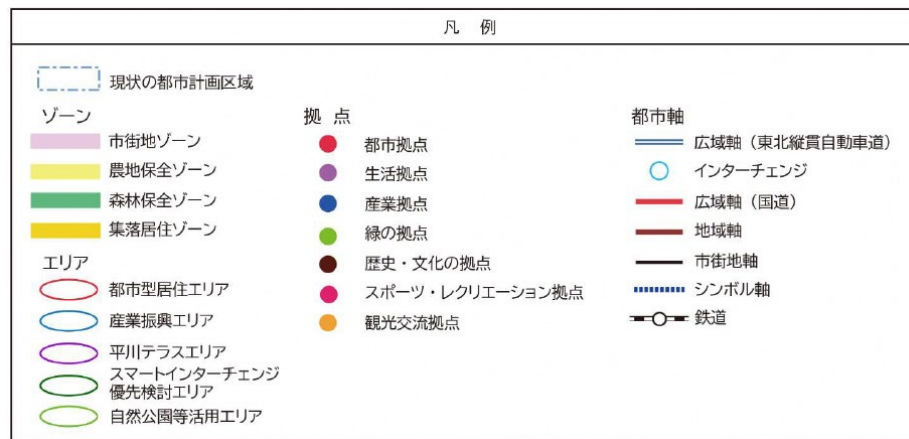 凡 例
現状の都市計画区域
ゾーン
市街地ゾーン
農地保全ゾーン
森林保全ゾーン
集落居住ゾーン
エリア
都市型居住エリア
産業振興エリア
平川テラスエリア
スマートインターチェンジ
優先検討エリア
自然公園等活用エリア
拠 点
都市拠点
生活拠点
産業拠点
緑の拠点
歴史・文化の拠点
スポーツ・レクリエーション拠点
観光交流拠点
都市軸
広域軸（東北縦貫自動車道）
インターチェンジ
広域軸（国道）
地域軸
市街地軸
シンボル軸
鉄道